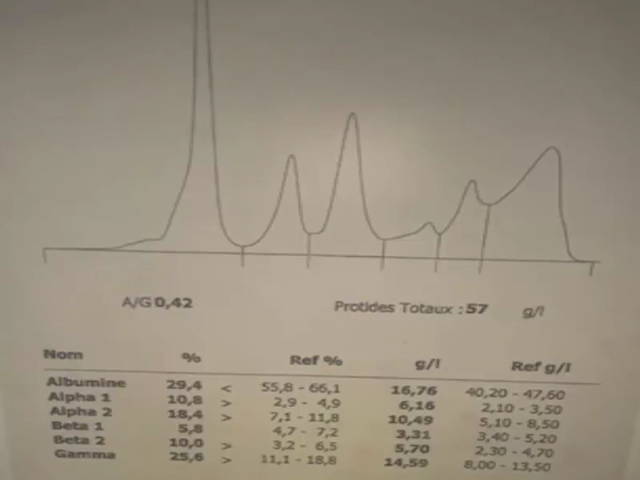 A/G 0,42 Protides Totaux : 57 g/l
Nom % Ref % g/l Ref g/l
Albumine 29,4 < 55,8 - 66,1 16,76 40,20 - 47,60
Alpha 1 10,8 > 2,9 - 4,9 6,16 2,10 - 3,50
Alpha 2 18,4 > 7,1 - 11,8 10,49 5,10 - 8,50
Beta 1 5,8 4,7 - 7,2 3,31 3,40 - 5,20
Beta 2 10,0 > 3,2 - 6,5 5,70 2,30 - 4,70
Gamma 25,6 > 11,1 - 18,8 14,59 8,00 - 13,50